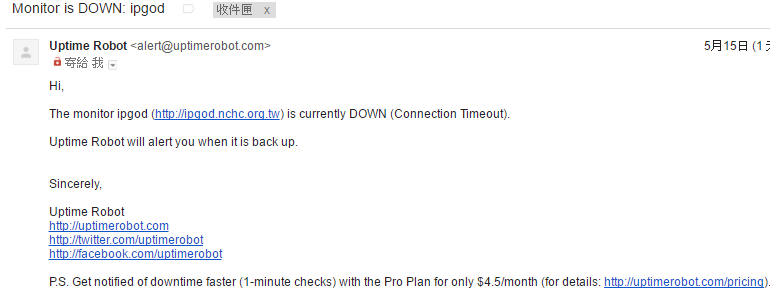 Monitor is DOWN: ipgod 收件匣 x
Uptime Robot <alert@uptimerobot.com> 5月15日 (1
寄給 我
Hi,
The monitor ipgod (http://ipgod.nchc.org.tw) is currently DOWN (Connection Timeout).
Uptime Robot will alert you when it is back up.
Sincerely,
Uptime Robot
http://uptimerobot.com
http://twitter.com/uptimerobot
http://facebook.com/uptimerobot
P.S. Get notified of downtime faster (1-minute checks) with the Pro Plan for only $4.5/month (for details: http://uptimerobot.com/pricing).